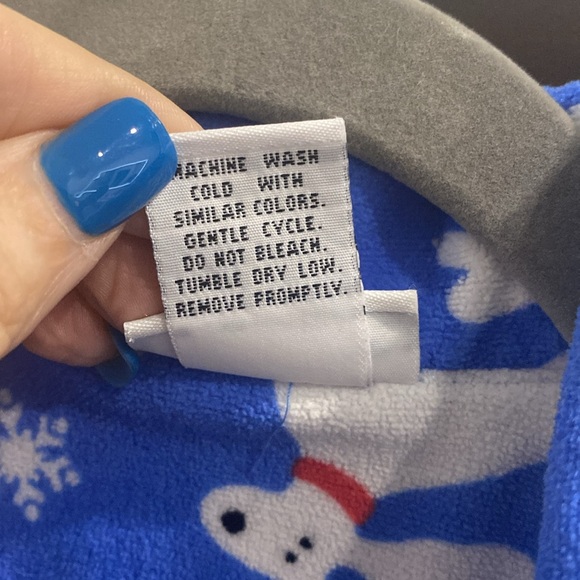 MACHINE WASH
COLD WITH
SIMILAR COLORS.
GENTLE CYCLE.
DO NOT BLEACH.
TUMBLE DRY LOW.
REMOVE PROMPTLY.